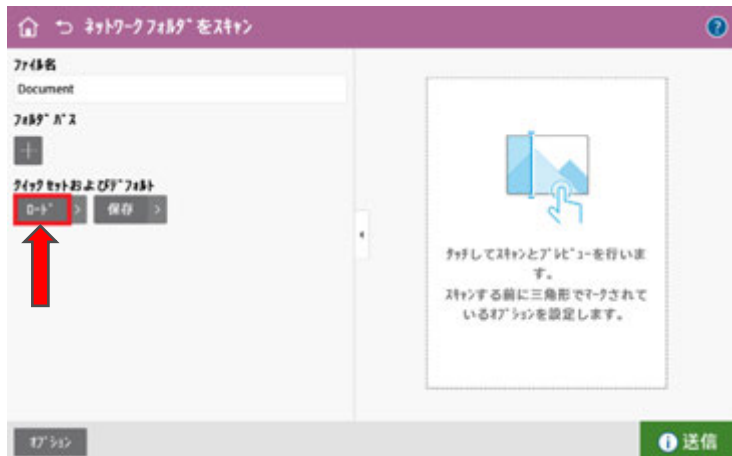 ﾈｯﾄﾜｰｸ ﾌｫﾙﾀﾞをｽｷｬﾝ
ﾌｧｲﾙ名
Document
ﾌｫﾙﾀﾞ ﾊﾟｽ
ｸｲｯｸ ｾｯﾄおよびﾃﾞﾌｫﾙﾄ
ﾛｰﾄﾞ
保存
ﾀｯﾁしてｽｷｬﾝとﾌﾟﾚﾋﾞｭｰを行いま
す。
ｽｷｬﾝする前に三角形でﾏｰｸされて
いるｵﾌﾟｼｮﾝを設定します。
ｵﾌﾟｼｮﾝ
送信